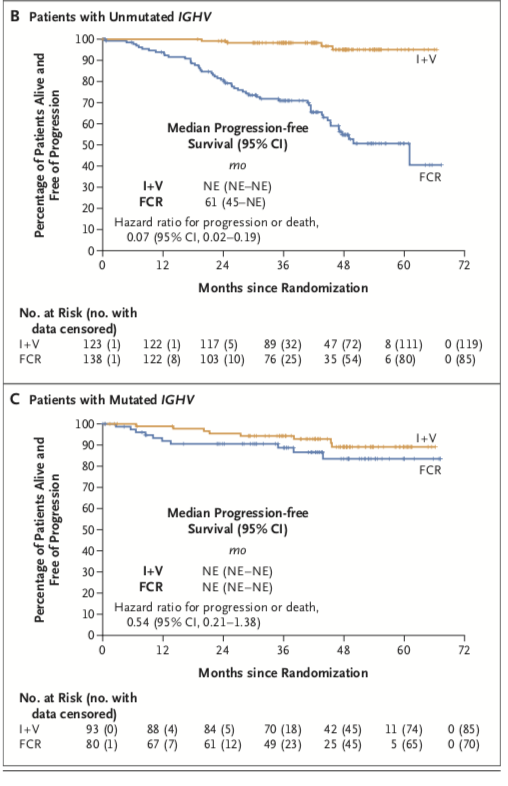 B Patients with Unmutated IGHV
100
90
80
70
60
50
40
30
20
10
0
Percentage of Patients Alive and
Free of Progression
I+V
FCR
Median Progression-free
Survival (95% CI)
mo
I+V NE (NE–NE)
FCR 61 (45–NE)
Hazard ratio for progression or death,
0.07 (95% CI, 0.02–0.19)
0 12 24 36 48 60 72
Months since Randomization
No. at Risk (no. with
data censored)
I+V 123 (1) 122 (1) 117 (5) 89 (32) 47 (72) 8 (111) 0 (119)
FCR 138 (1) 122 (8) 103 (10) 76 (25) 35 (54) 6 (80) 0 (85)
C Patients with Mutated IGHV
100
90
80
70
60
50
40
30
20
10
0
Percentage of Patients Alive and
Free of Progression
I+V
FCR
Median Progression-free
Survival (95% CI)
mo
I+V NE (NE–NE)
FCR NE (NE–NE)
Hazard ratio for progression or death,
0.54 (95% CI, 0.21–1.38)
0 12 24 36 48 60 72
Months since Randomization
No. at Risk (no. with
data censored)
I+V 93 (0) 88 (4) 84 (5) 70 (18) 42 (45) 11 (74) 0 (85)
FCR 80 (1) 67 (7) 61 (12) 49 (23) 25 (45) 5 (65) 0 (70)